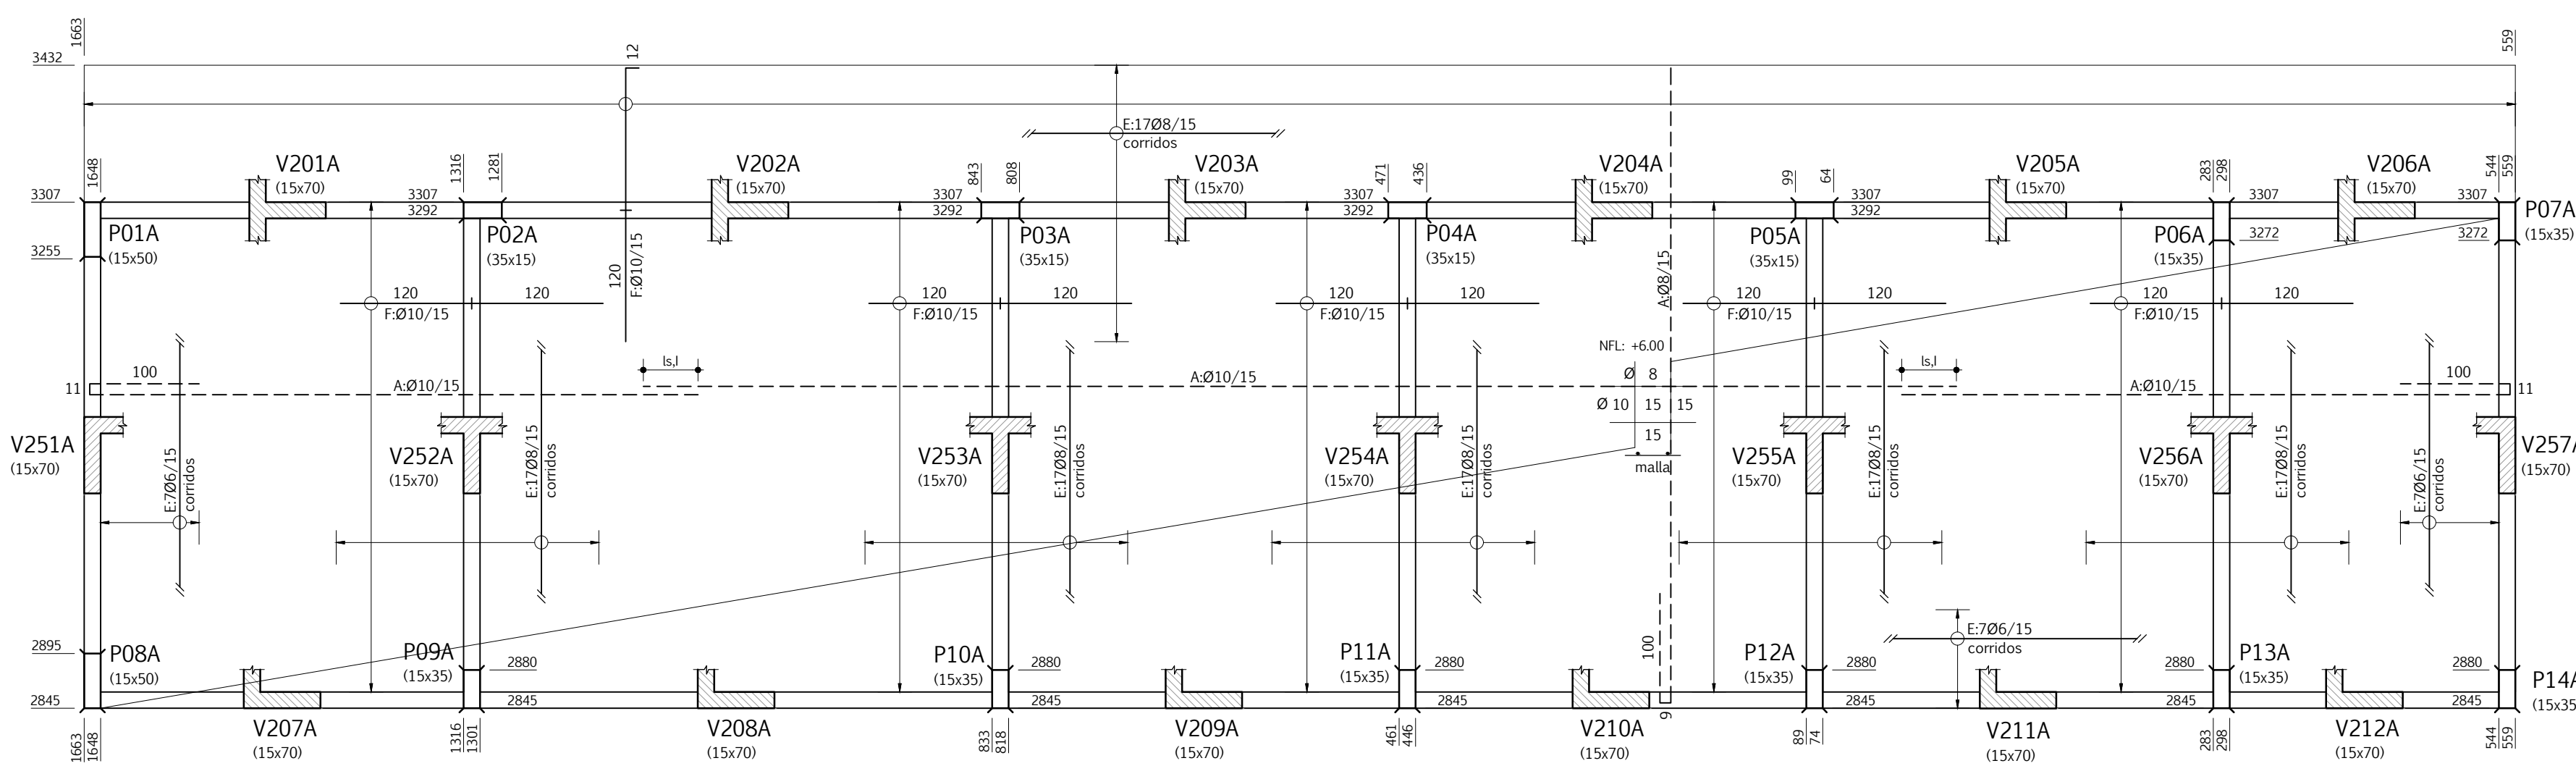 1663
559
3432
12
E:17Ø8/15
corridos
1648
V201A
(15x70)
1316
1281
V202A
(15x70)
843
808
V203A
(15x70)
471
436
V204A
(15x70)
99
64
V205A
(15x70)
283
298
V206A
(15x70)
544
559
3307
3307
3292
3307
3292
3307
3292
3307
3292
3307
3307
P01A
(15x50)
3255
P02A
(35x15)
P03A
(35x15)
P04A
(35x15)
P05A
(35x15)
P06A
(15x35)
3272
3272
P07A
(15x35)
120
F:Ø10/15
A:Ø8/15
120
120
F:Ø10/15
120
120
F:Ø10/15
120
120
F:Ø10/15
120
120
F:Ø10/15
120
120
F:Ø10/15
NFL: +6.00
ls,l
ls,l
11
100
A:Ø10/15
A:Ø10/15
Ø 8
Ø 10 15 15
15
malla
A:Ø10/15
100
11
V251A
(15x70)
E:7Ø6/15
corridos
V252A
(15x70)
E:17Ø8/15
corridos
V253A
(15x70)
E:17Ø8/15
corridos
V254A
(15x70)
E:17Ø8/15
corridos
V255A
(15x70)
E:17Ø8/15
corridos
V256A
(15x70)
E:17Ø8/15
corridos
E:7Ø6/15
corridos
V257A
(15x70)
2895
P08A
(15x50)
P09A
(15x35)
2880
P10A
(15x35)
2880
P11A
(15x35)
2880
100
P12A
(15x35)
2880
E:7Ø6/15
corridos
2880
P13A
(15x35)
2880
P14A
(15x35
2845
2845
2845
2845
9
2845
2845
2845
1663
1648
V207A
(15x70)
1316
1301
V208A
(15x70)
833
818
V209A
(15x70)
461
446
V210A
(15x70)
89
74
V211A
(15x70)
283
298
V212A
(15x70)
544
559